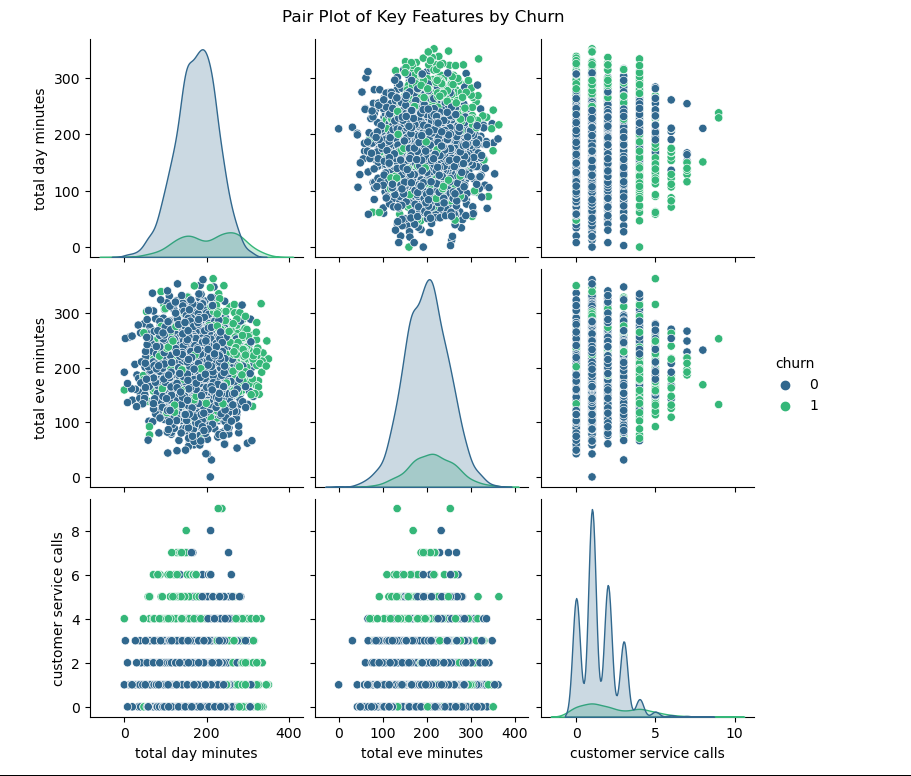 Pair Plot of Key Features by Churn
total day minutes
300
200
100
0
total eve minutes
300
200
100
0
churn
0
1
customer service calls
8
6
4
2
0
0 200 400
0 100 200 300 400
0 5 10
total day minutes
total eve minutes
customer service calls